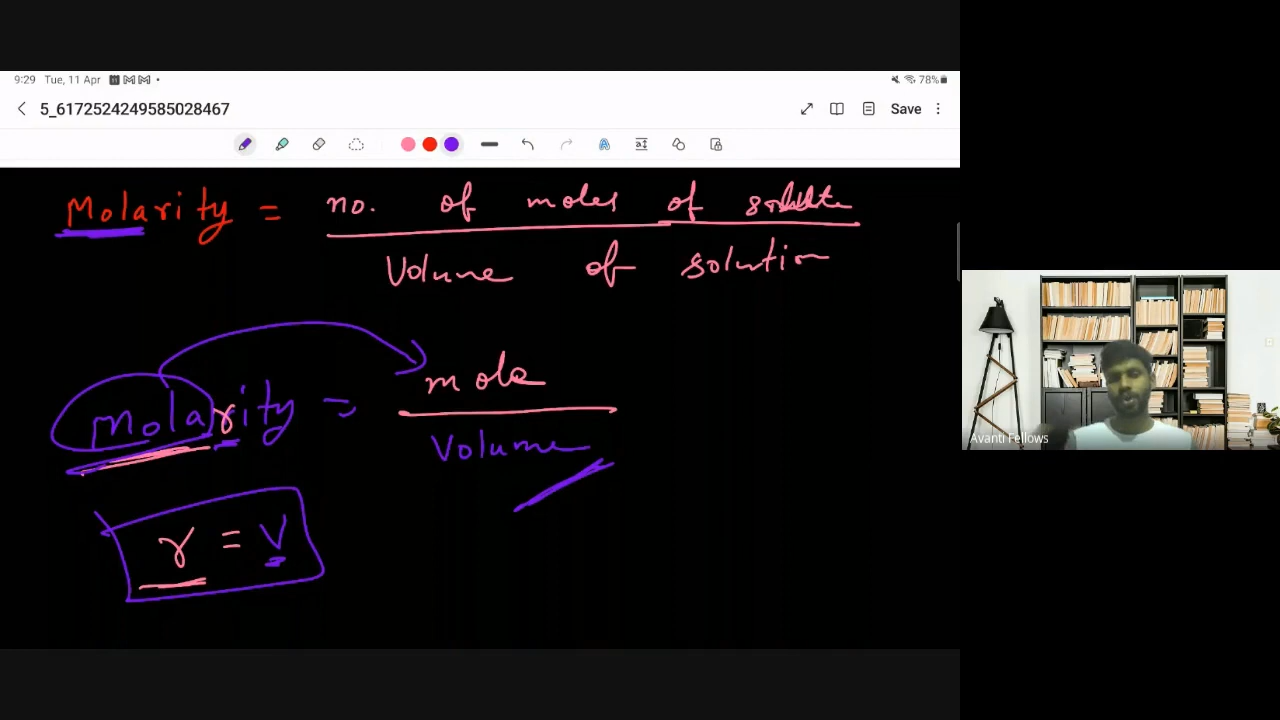 9:29 Tue, 11 Apr
78%
5_6172524249585028467
Save
Molarity = no. of moles of solute
Volume of solution
molarity = mole
Volume
r = V
Avanti Fellows